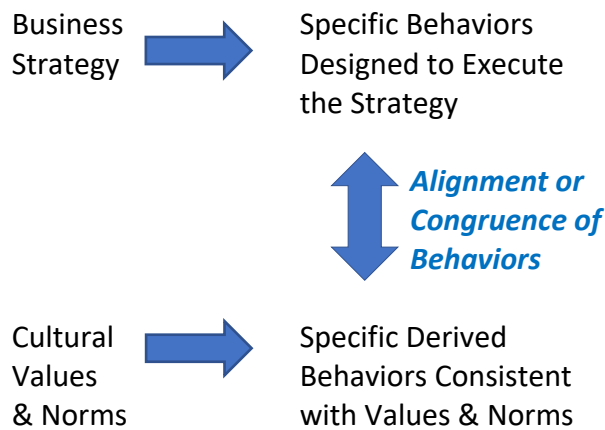 Business
Strategy
Specific Behaviors
Designed to Execute
the Strategy
Alignment or
Congruence of
Behaviors
Cultural
Values
& Norms
Specific Derived
Behaviors Consistent
with Values & Norms